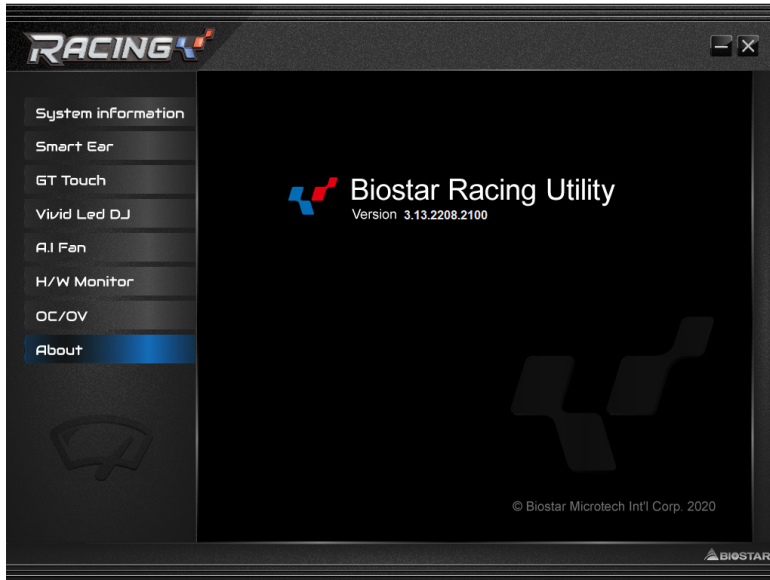 RACING
System information
Smart Ear
GT Touch
Vivid Led DJ
A.I Fan
H/W Monitor
OC/OV
About
Biostar Racing Utility
Version 3.13.2208.2100
© Biostar Microtech Int'l Corp. 2020
BIOSTAR